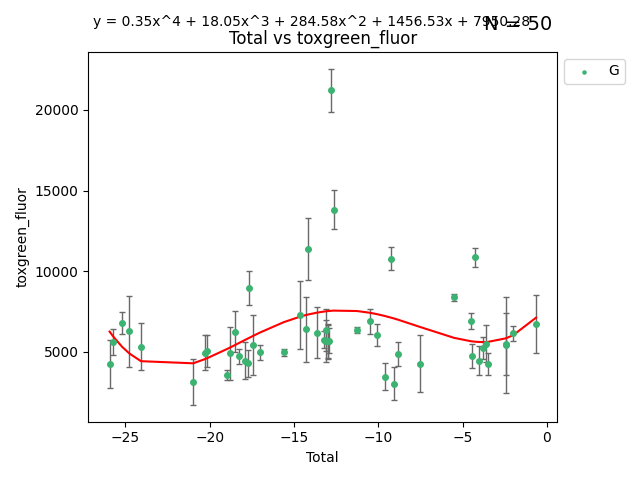 y = 0.35x^4 + 18.05x^3 + 284.58x^2 + 1456.53x + 7950.28
N = 50
Total vs toxgreen_fluor
G
20000
15000
10000
5000
toxgreen_fluor
−25 −20 −15 −10 −5 0
Total